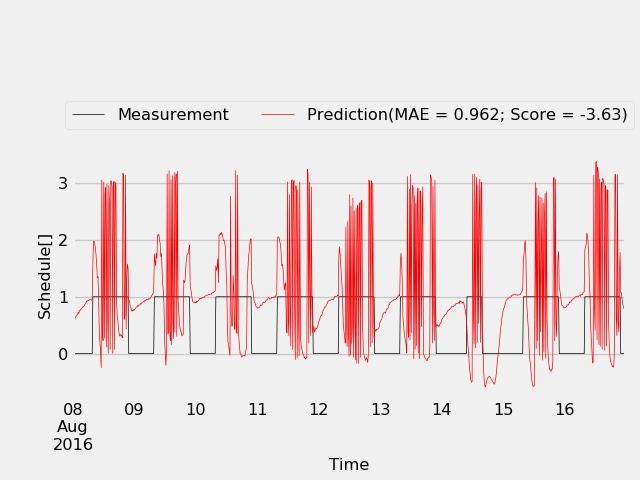 Measurement Prediction(MAE = 0.962; Score = -3.63)
3
2
1
0
Schedule[]
08 09 10 11 12 13 14 15 16
Aug
2016
Time